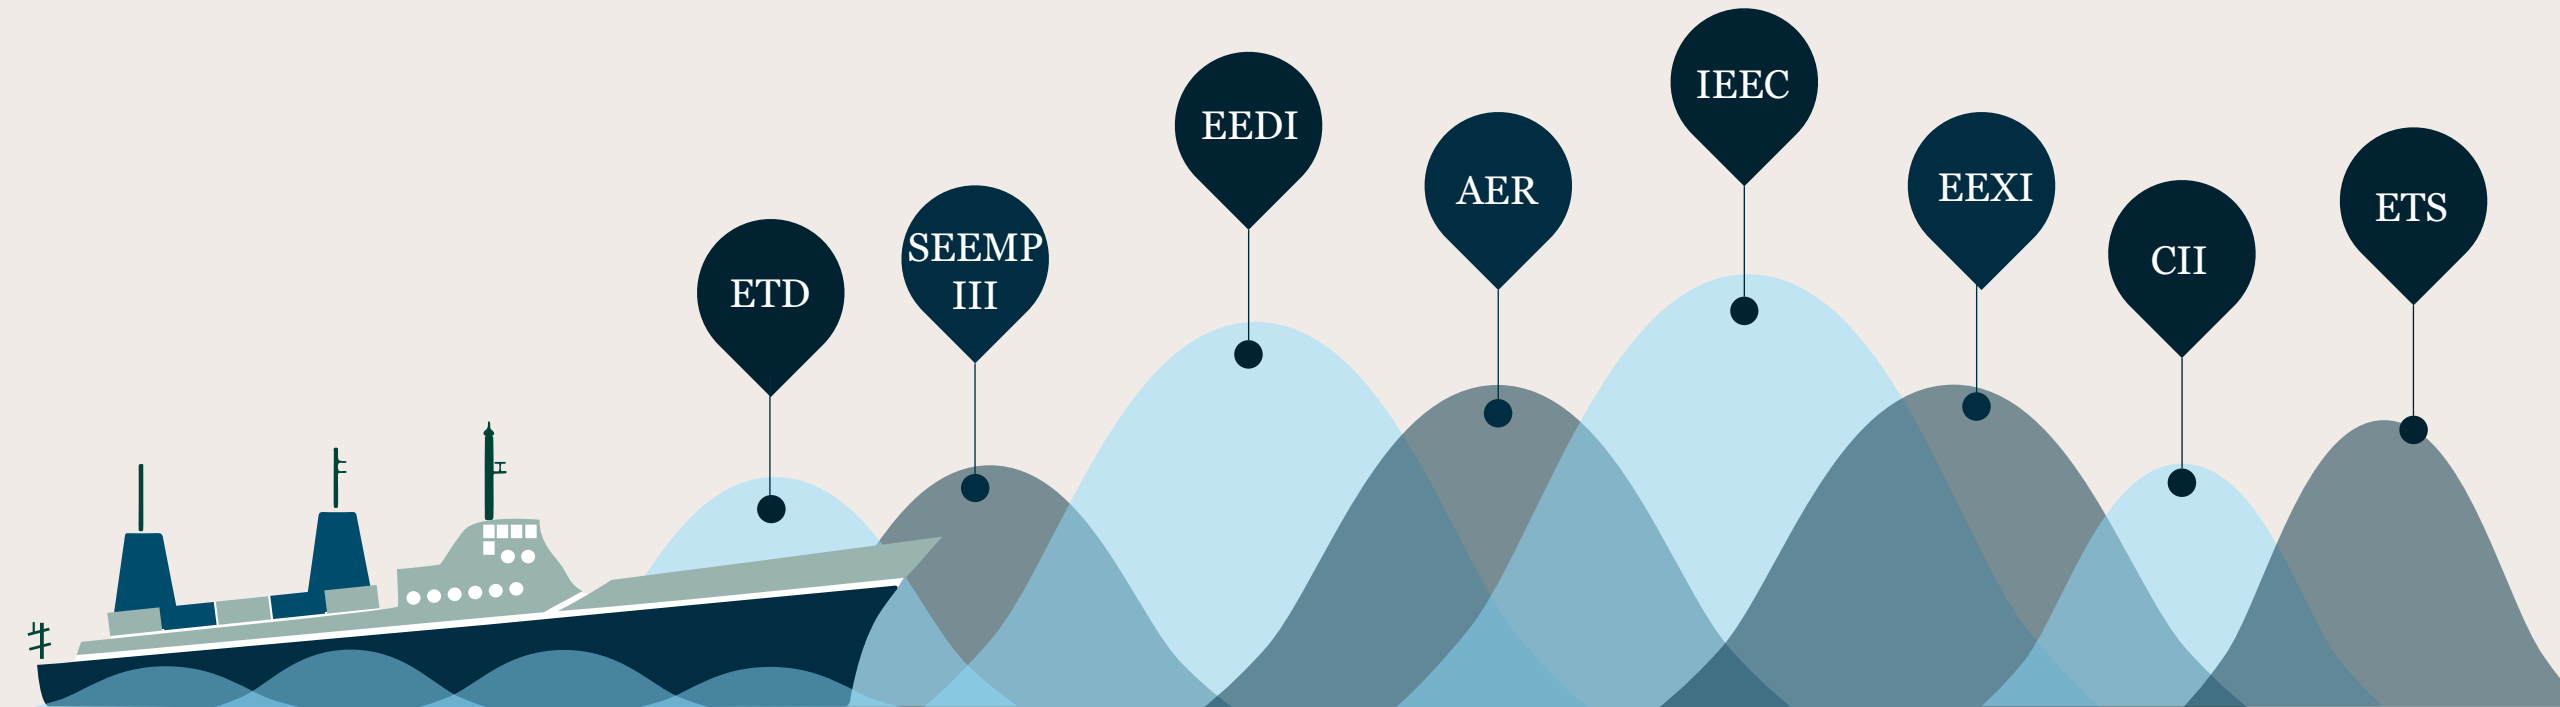 ETD
SEEMP
III
EEDI
AER
IEEC
EEXI
CII
ETS